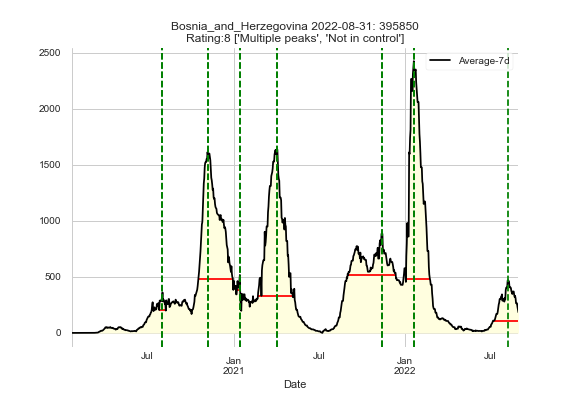 Bosnia_and_Herzegovina 2022-08-31: 395850
Rating:8 ['Multiple peaks', 'Not in control']
Average-7d
2500
2000
1500
1000
500
0
Jul
Jan
2021
Jul
Jan
2022
Jul
Date